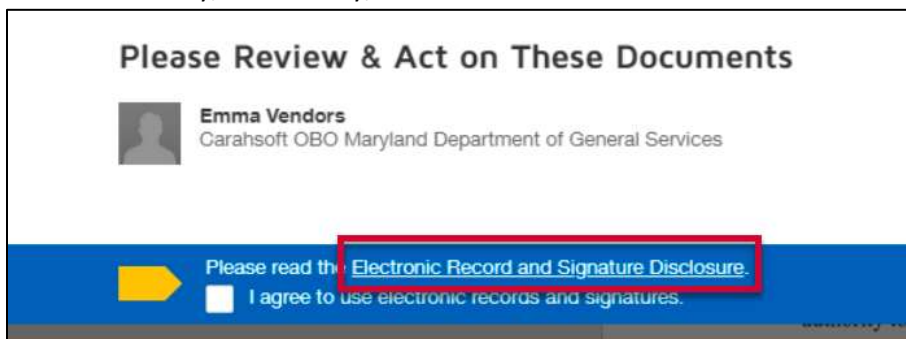 Please Review & Act on These Documents
Emma Vendors
Carahsoft OBO Maryland Department of General Services
Please read the Electronic Record and Signature Disclosure.
I agree to use electronic records and signatures.